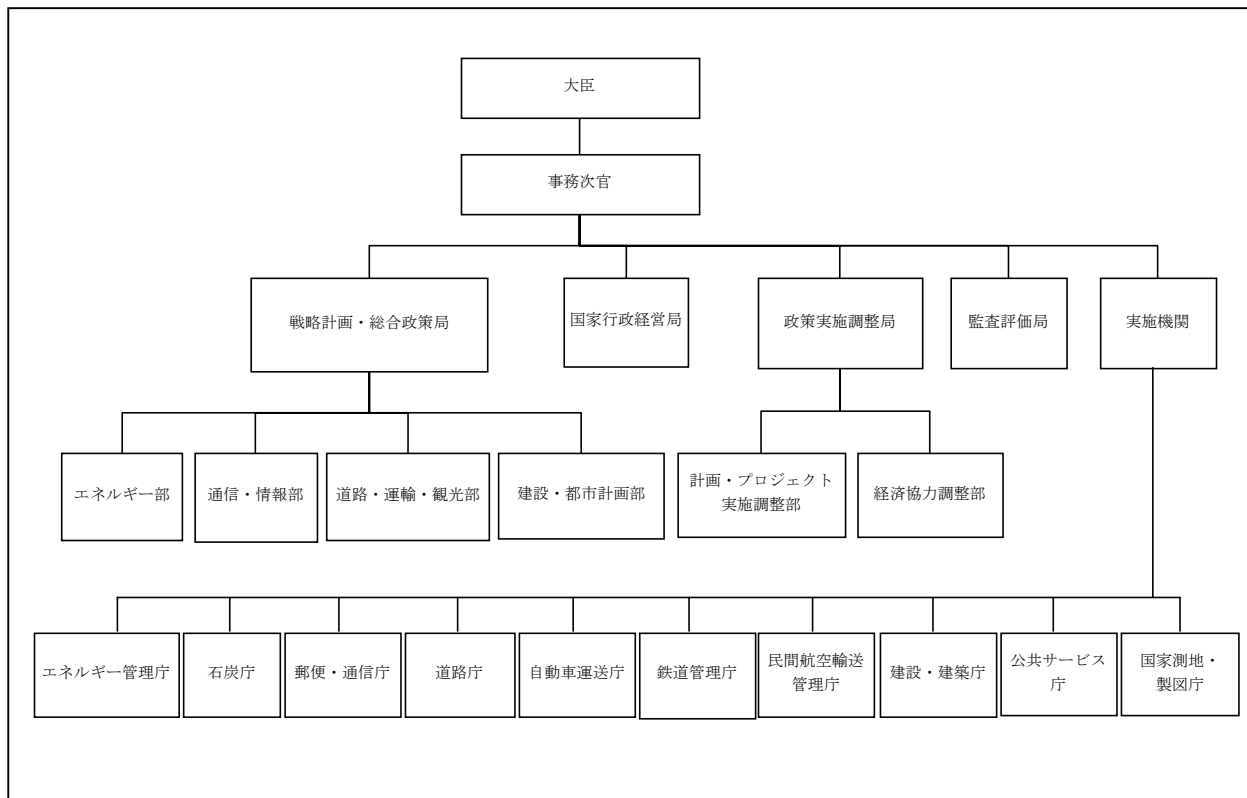 大臣
事務次官
戦略計画・総合政策局
国家行政経営局
政策実施調整局
監査評価局
実施機関
エネルギー部
通信・情報部
道路・運輸・観光部
建設・都市計画部
計画・プロジェクト
実施調整部
経済協力調整部
エネルギー管理庁
石炭庁
郵便・通信庁
道路庁
自動車運送庁
鉄道管理庁
民間航空輸送
管理庁
建設・建築庁
公共サービス
庁
国家測地・
製図庁